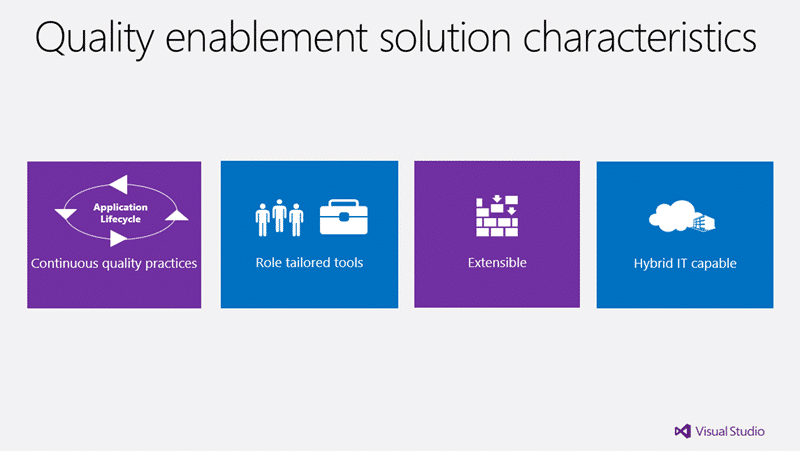 Quality enablement solution characteristics
Application
Lifecycle
Continuous quality practices
Role tailored tools
Extensible
Hybrid IT capable
Visual Studio